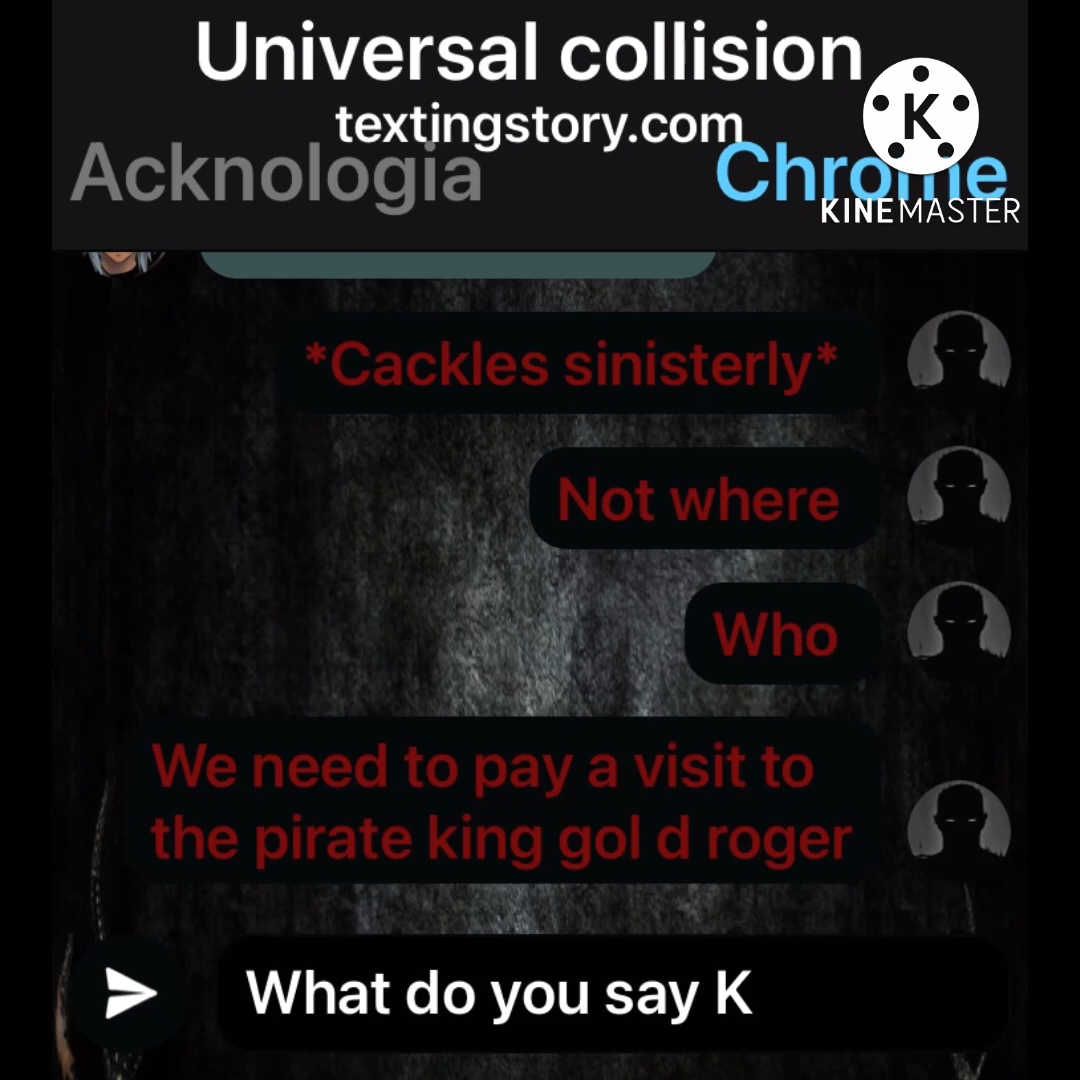 Universal collision
textingstory.com
Acknologia
Chrome
K
KINEMASTER
*Cackles sinisterly*
Not where
Who
We need to pay a visit to
the pirate king gol d roger
What do you say K